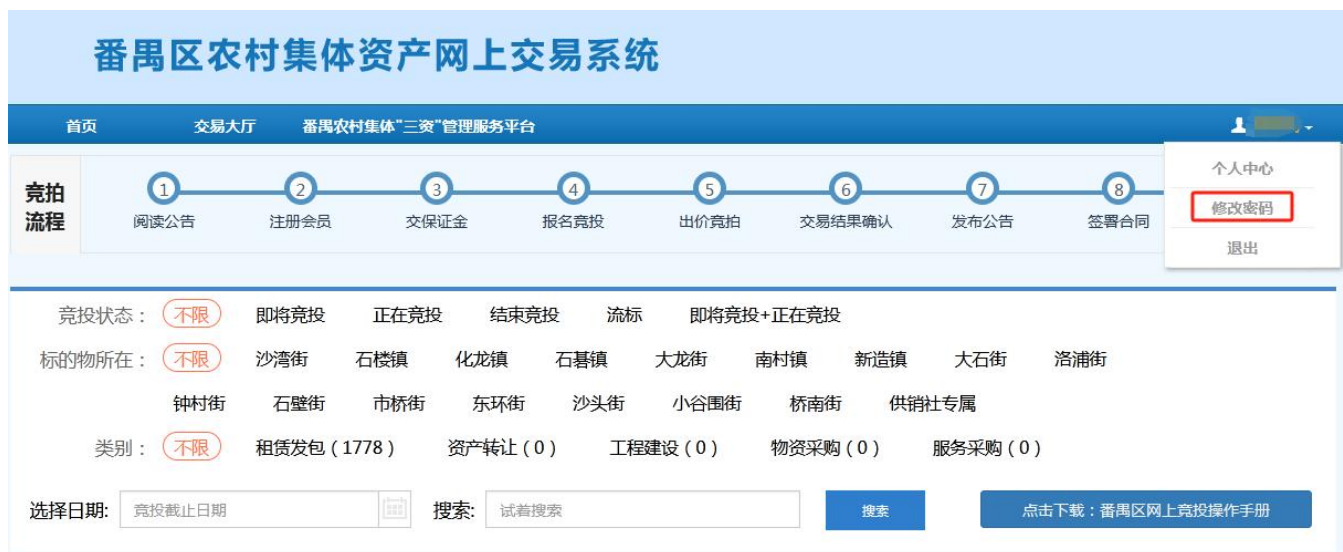 番禺区农村集体资产网上交易系统
首页 交易大厅 番禺农村集体"三资"管理服务平台
个人中心
修改密码
退出
竞拍
流程
1 2 3 4 5 6 7 8
阅读公告 注册会员 交保证金 报名竞投 出价竞拍 交易结果确认 发布公告 签署合同
竞投状态： 不限 即将竞投 正在竞投 结束竞投 流标 即将竞投+正在竞投
标的物所在： 不限 沙湾街 石楼镇 化龙镇 石碁镇 大龙街 南村镇 新造镇 大石街 洛浦街
钟村街 石壁街 市桥街 东环街 沙头街 小谷围街 桥南街 供销社专属
类别： 不限 租赁发包（1778） 资产转让（0） 工程建设（0） 物资采购（0） 服务采购（0）
选择日期: 竞投截止日期 搜索: 试着搜索 搜索 点击下载：番禺区网上竞投操作手册